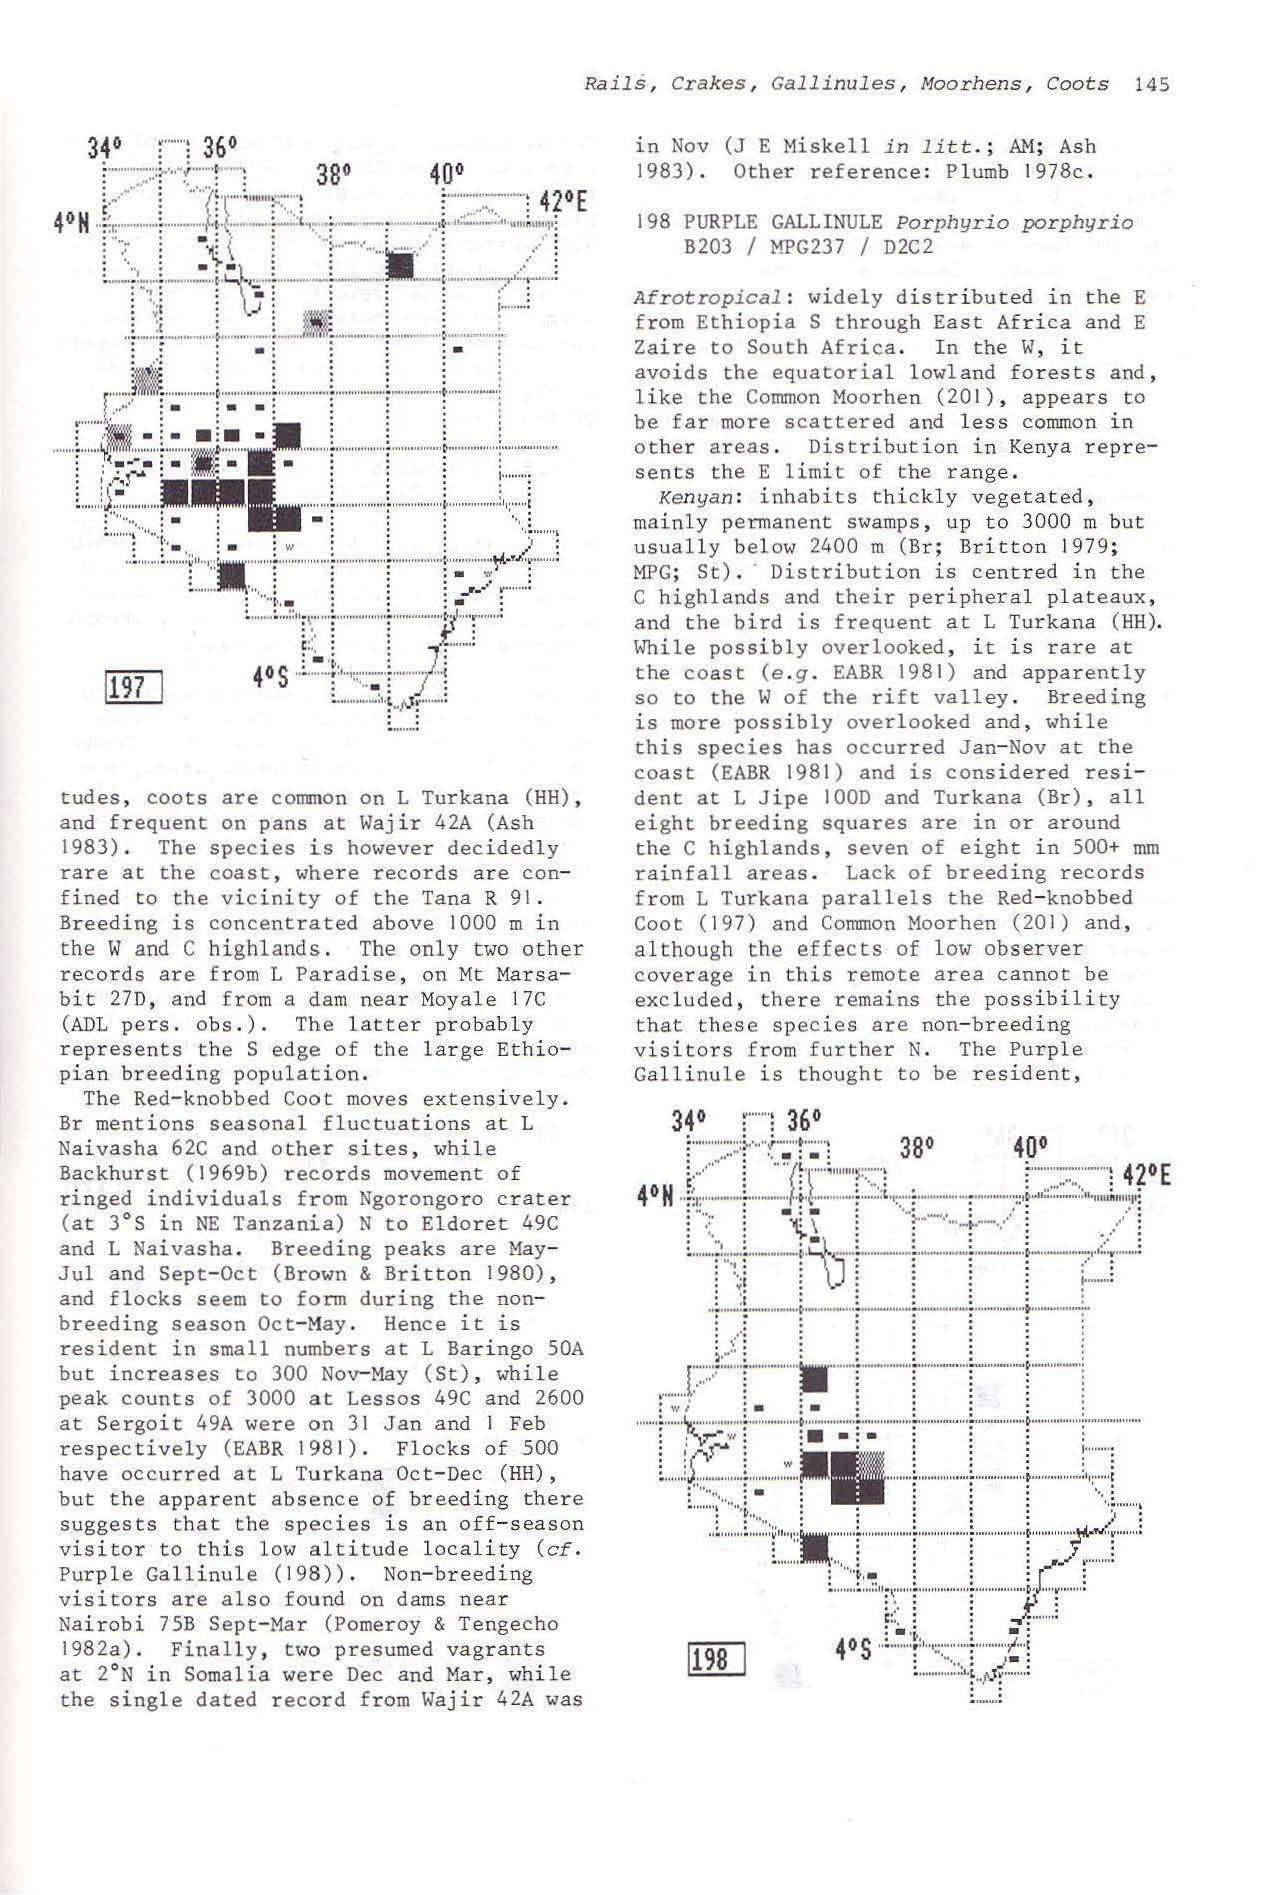 Rails, Crakes, Gallinules, Moorhens, Coots 145
34° 36°
38° 40°
42°E
4°N
w
w
4°S
197
tudes, coots are common on L Turkana (HH),
and frequent on pans at Wajir 42A (Ash
1983). The species is however decidedly
rare at the coast, where records are con-
fined to the vicinity of the Tana R 91.
Breeding is concentrated above 1000 m in
the W and C highlands. The only two other
records are from L Paradise, on Mt Marsa-
bit 27D, and from a dam near Moyale 17C
(ADL pers. obs.). The latter probably
represents the S edge of the large Ethio-
pian breeding population.
The Red-knobbed Coot moves extensively.
Br mentions seasonal fluctuations at L
Naivasha 62C and other sites, while
Backhurst (1969b) records movement of
ringed individuals from Ngorongoro crater
(at 3°S in NE Tanzania) N to Eldoret 49C
and L Naivasha. Breeding peaks are May-
Jul and Sept-Oct (Brown & Britton 1980),
and flocks seem to form during the non-
breeding season Oct-May. Hence it is
resident in small numbers at L Baringo 50A
but increases to 300 Nov-May (St), while
peak counts of 3000 at Lessos 49C and 2600
at Sergoit 49A were on 31 Jan and 1 Feb
respectively (EABR 1981). Flocks of 500
have occurred at L Turkana Oct-Dec (HH),
but the apparent absence of breeding there
suggests that the species is an off-season
visitor to this low altitude locality (cf.
Purple Gallinule (198)). Non-breeding
visitors are also found on dams near
Nairobi 75B Sept-Mar (Pomeroy & Tengecho
1982a). Finally, two presumed vagrants
at 2°N in Somalia were Dec and Mar, while
the single dated record from Wajir 42A was
in Nov (J E Miskell in litt.; AM; Ash
1983). Other reference: Plumb 1978c.
198 PURPLE GALLINULE Porphyrio porphyrio
B203 / MPG237 / D2C2
Afrotropical: widely distributed in the E
from Ethiopia S through East Africa and E
Zaire to South Africa. In the W, it
avoids the equatorial lowland forests and,
like the Common Moorhen (201), appears to
be far more scattered and less common in
other areas. Distribution in Kenya repre-
sents the E limit of the range.
Kenyan: inhabits thickly vegetated,
mainly permanent swamps, up to 3000 m but
usually below 2400 m (Br; Britton 1979;
MPG; St). Distribution is centred in the
C highlands and their peripheral plateaux,
and the bird is frequent at L Turkana (HH).
While possibly overlooked, it is rare at
the coast (e.g. EABR 1981) and apparently
so to the W of the rift valley. Breeding
is more possibly overlooked and, while
this species has occurred Jan-Nov at the
coast (EABR 1981) and is considered resi-
dent at L Jipe 100D and Turkana (Br), all
eight breeding squares are in or around
the C highlands, seven of eight in 500+ mm
rainfall areas. Lack of breeding records
from L Turkana parallels the Red-knobbed
Coot (197) and Common Moorhen (201) and,
although the effects of low observer
coverage in this remote area cannot be
excluded, there remains the possibility
that these species are non-breeding
visitors from further N. The Purple
Gallinule is thought to be resident,
34° 36°
38° 40°
42°E
4°N
w
w
w
4°S
198